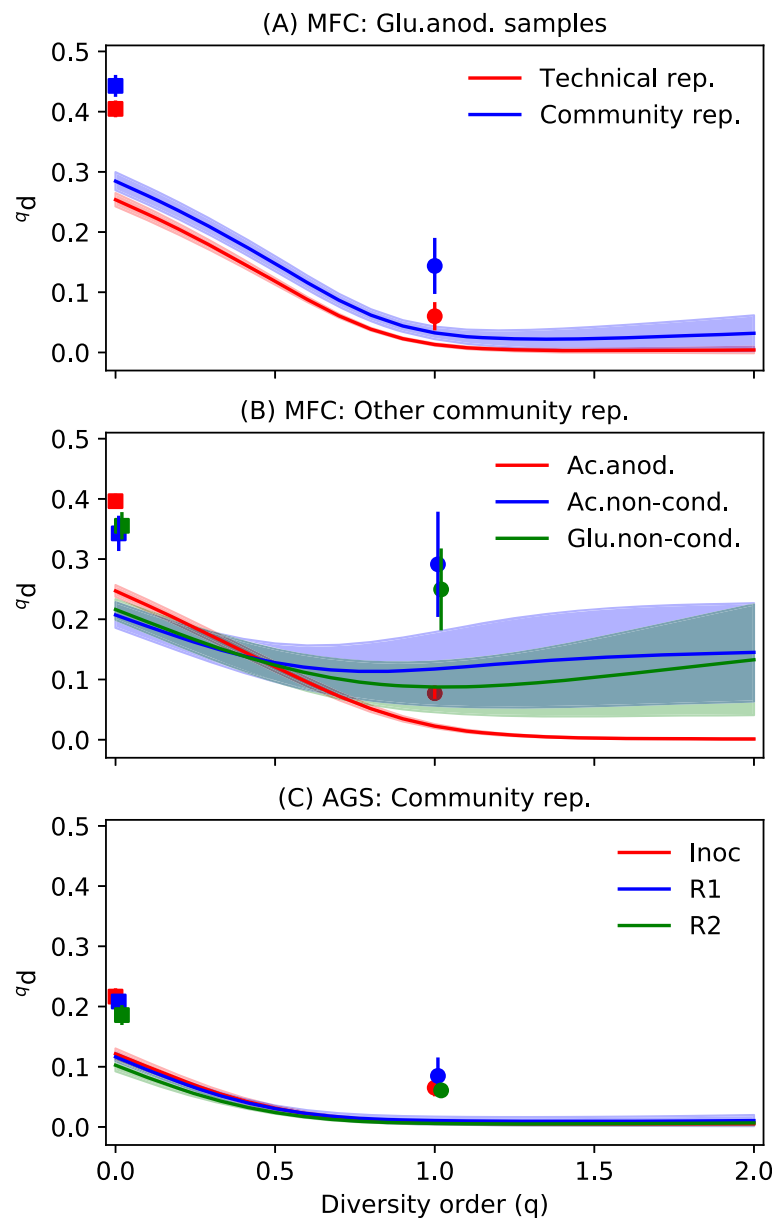 (A) MFC: Glu.anod. samples
0.5
0.4
0.3
0.2
0.1
0.0
qd
Technical rep.
Community rep.
(B) MFC: Other community rep.
0.5
0.4
0.3
0.2
0.1
0.0
qd
Ac.anod.
Ac.non-cond.
Glu.non-cond.
(C) AGS: Community rep.
0.5
0.4
0.3
0.2
0.1
0.0
qd
Inoc
R1
R2
0.0 0.5 1.0 1.5 2.0
Diversity order (q)